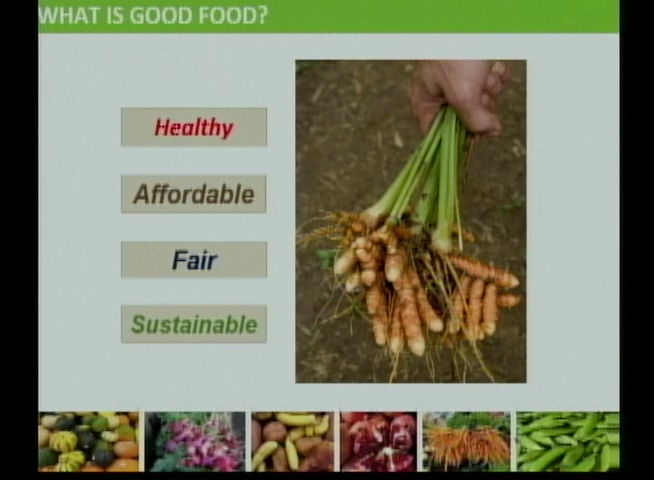 WHAT IS GOOD FOOD?
Healthy
Affordable
Fair
Sustainable